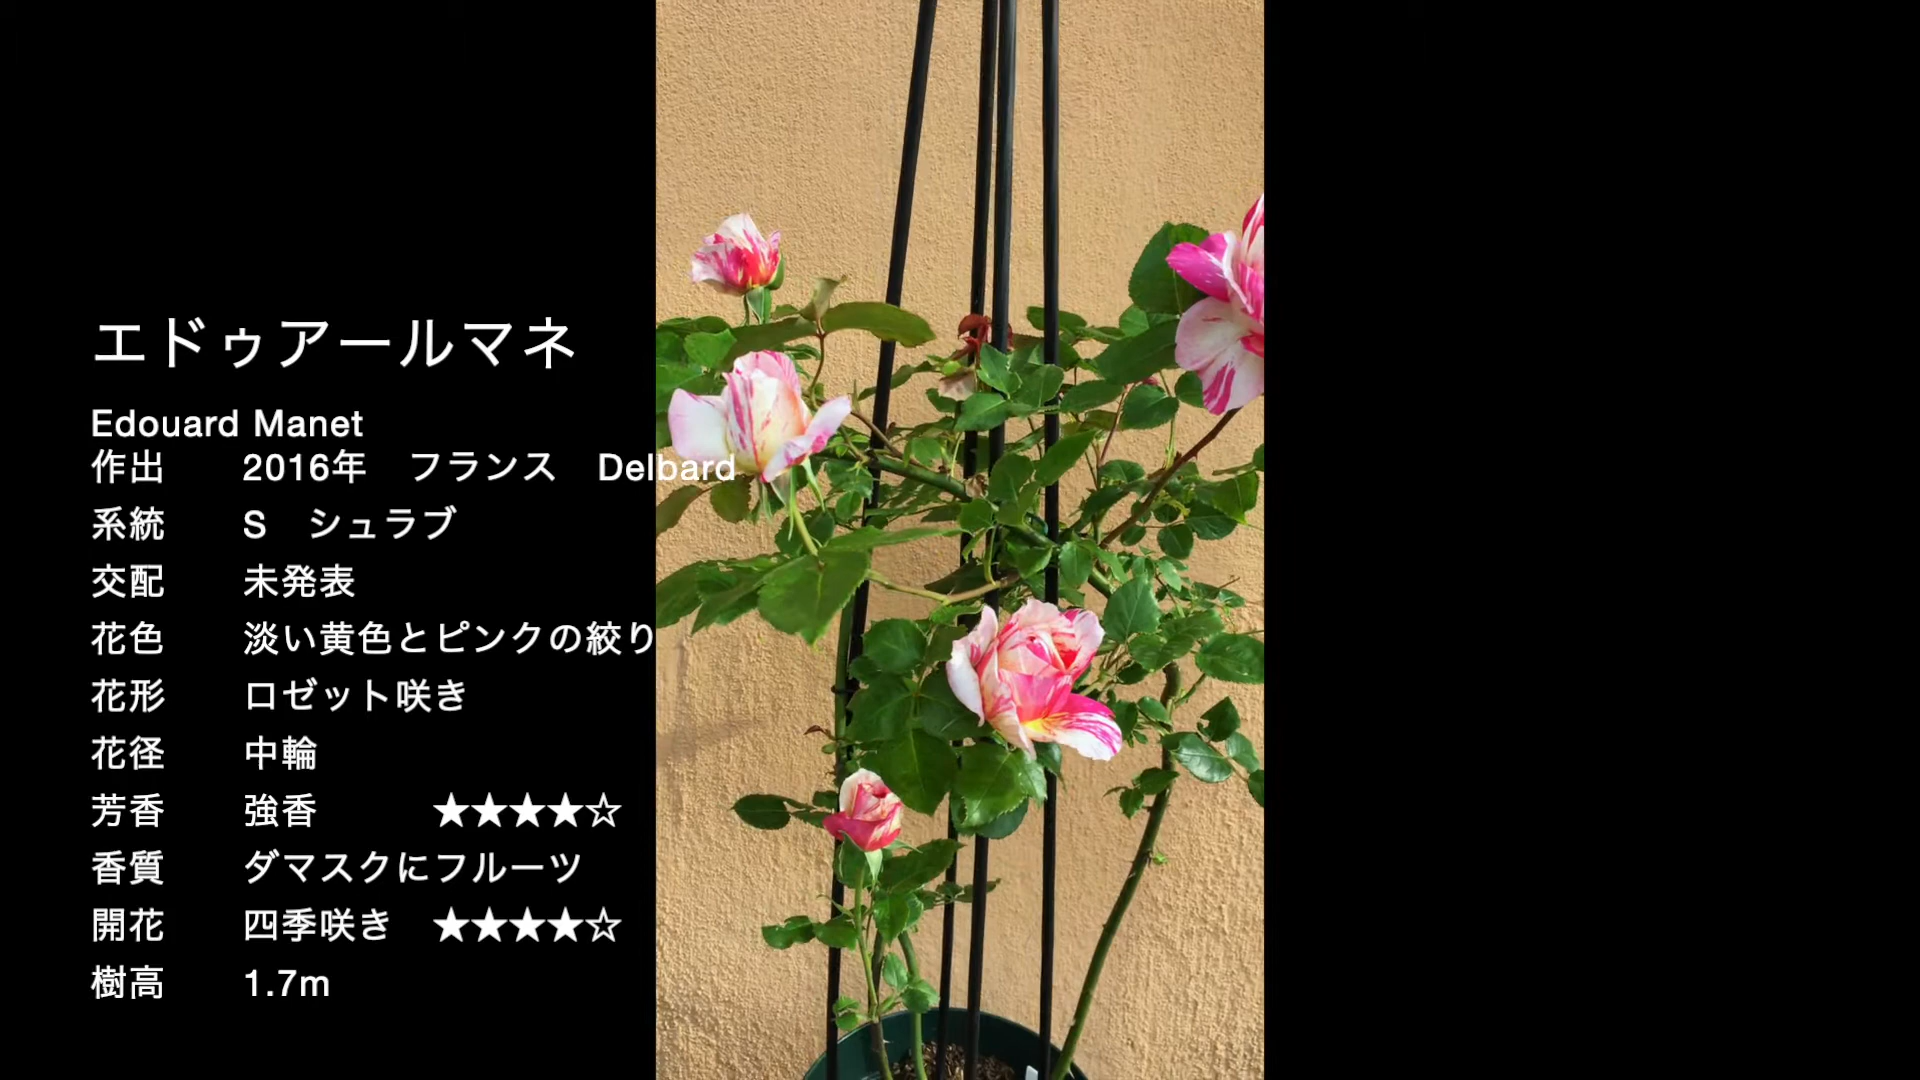 エドゥアールマネ
Edouard Manet
作出　2016年　フランス　Delbard
系統　S　シュラブ
交配　未発表
花色　淡い黄色とピンクの絞り
花形　ロゼット咲き
花径　中輪
芳香　強香　★★★★☆
香質　ダマスクにフルーツ
開花　四季咲き　★★★★☆
樹高　1.7m